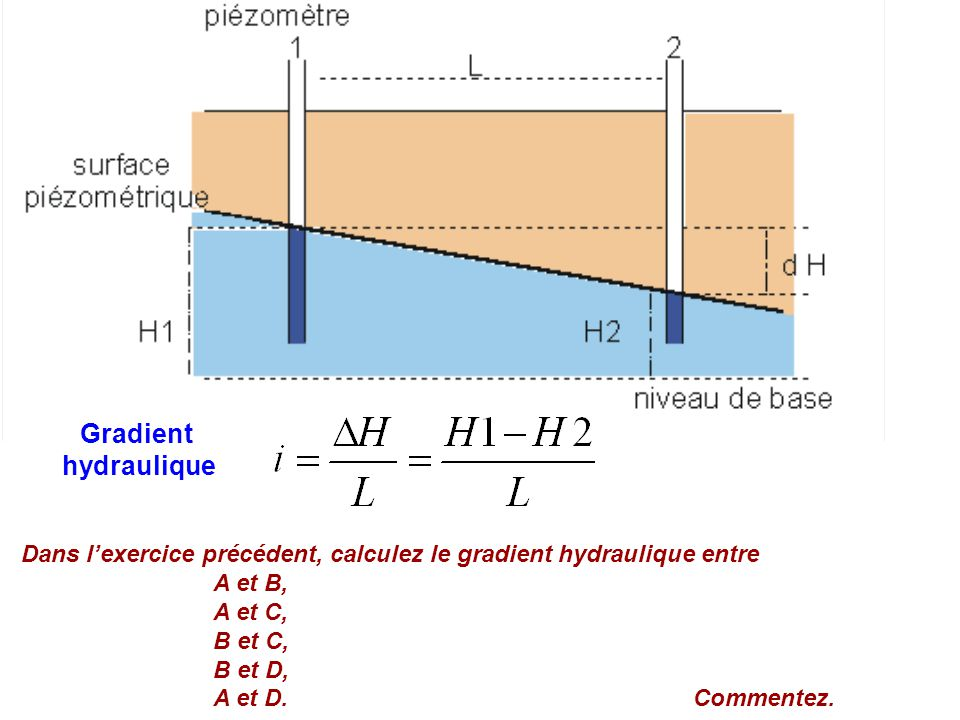 piézomètre
1
2
L
surface
piézométrique
d H
H1
H2
niveau de base
Gradient
hydraulique
i = ΔH / L = H1 − H2 / L
Dans l’exercice précédent, calculez le gradient hydraulique entre
A et B,
A et C,
B et C,
B et D,
A et D. Commentez.